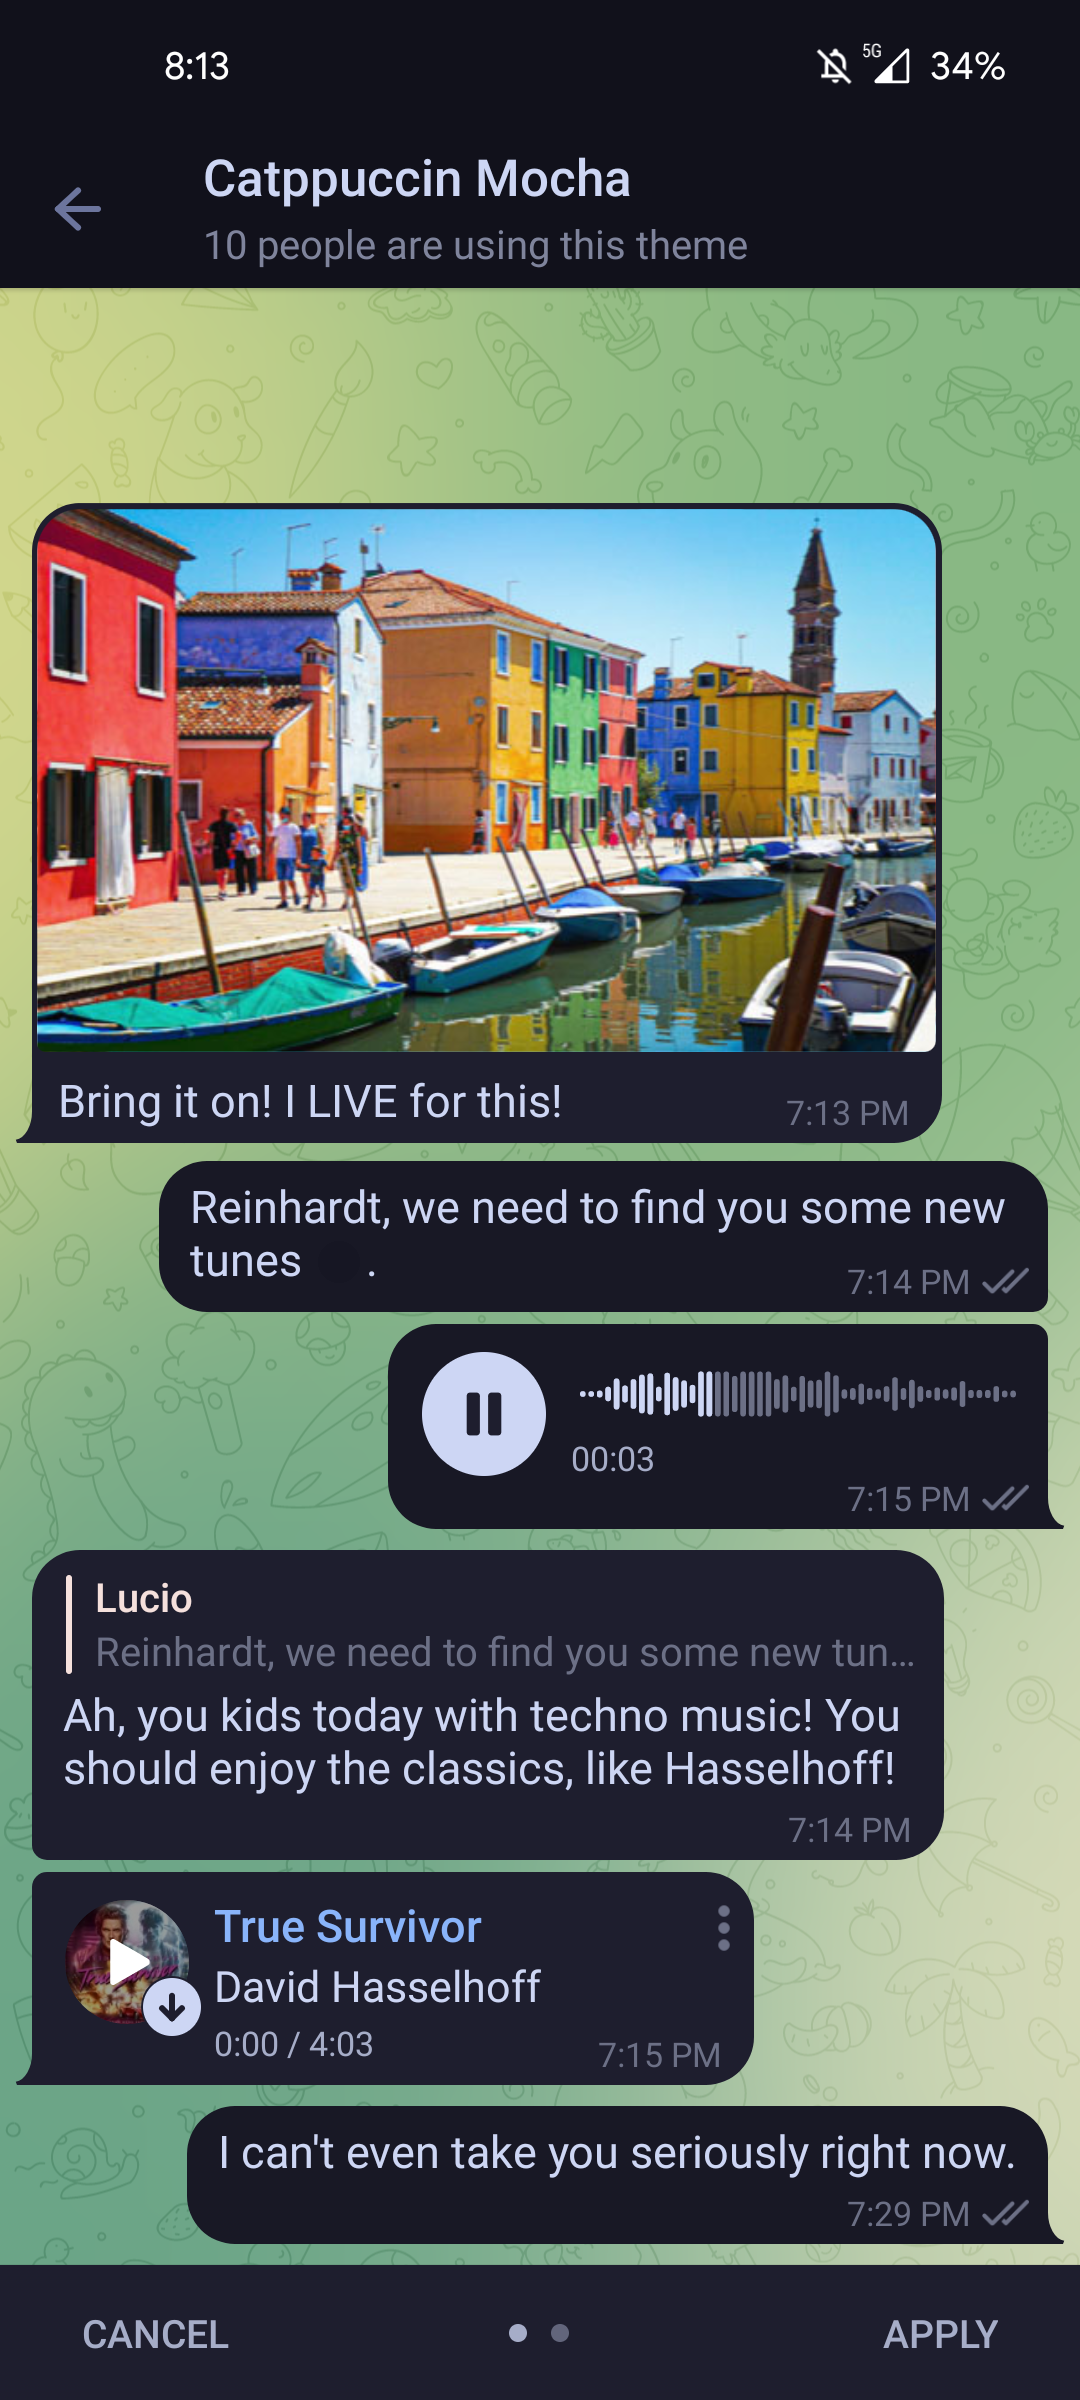 8:13
5G
34%
Catppuccin Mocha
10 people are using this theme
Bring it on! I LIVE for this!
7:13 PM
Reinhardt, we need to find you some new
tunes .
7:14 PM
00:03
7:15 PM
Lucio
Reinhardt, we need to find you some new tun...
Ah, you kids today with techno music! You
should enjoy the classics, like Hasselhoff!
7:14 PM
True Survivor
David Hasselhoff
0:00 / 4:03
7:15 PM
I can't even take you seriously right now.
7:29 PM
CANCEL
APPLY